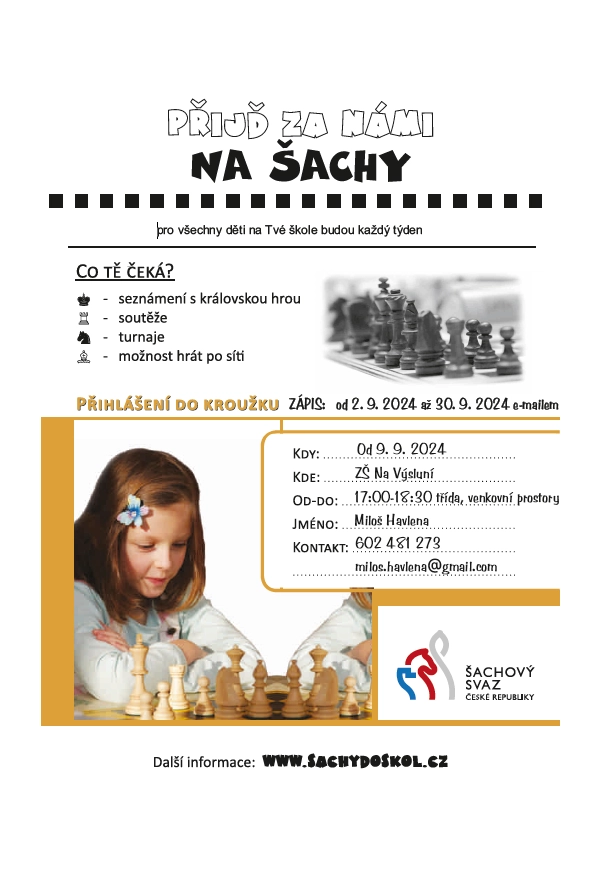 PŘIJĎ ZA NÁMI
NA ŠACHY
pro všechny děti na Tvé škole budou každý týden
CO TĚ ČEKÁ?
- seznámení s královskou hrou
- soutěže
- turnaje
- možnost hrát po síti
PŘIHLÁŠENÍ DO KROUŽKU ZÁPIS: od 2. 9. 2024 až 30. 9. 2024 e-mailem
KDY: Od 9. 9. 2024
KDE: ZŠ Na Výsluní
OD-DO: 17:00-18:30 třída, venkovní prostory
JMÉNO: Miloš Havlena
KONTAKT: 602 481 273
milos.havlena@gmail.com
ŠACHOVÝ
SVAZ
ČESKÉ REPUBLIKY
Další informace: WWW.SACHYDOSKOL.CZ